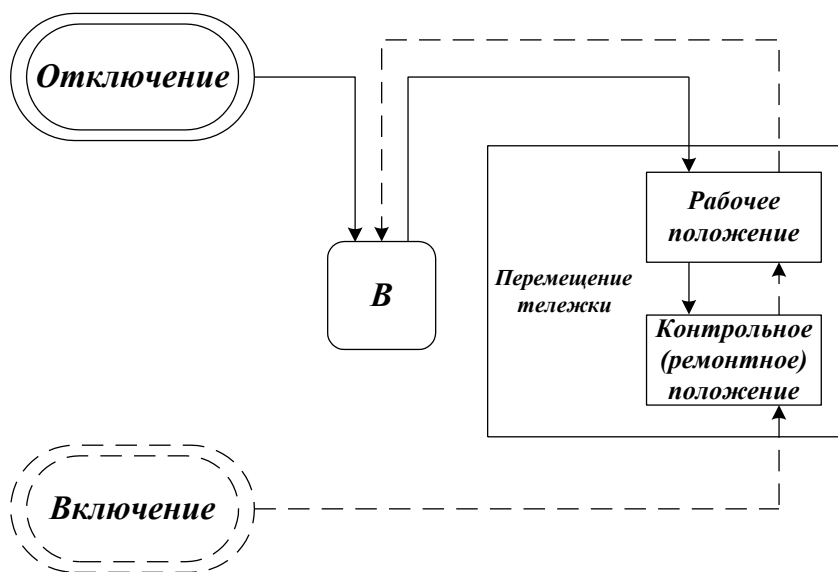 Отключение
Рабочее
положение
В
Перемещение
тележки
Контрольное
(ремонтное)
положение
Включение